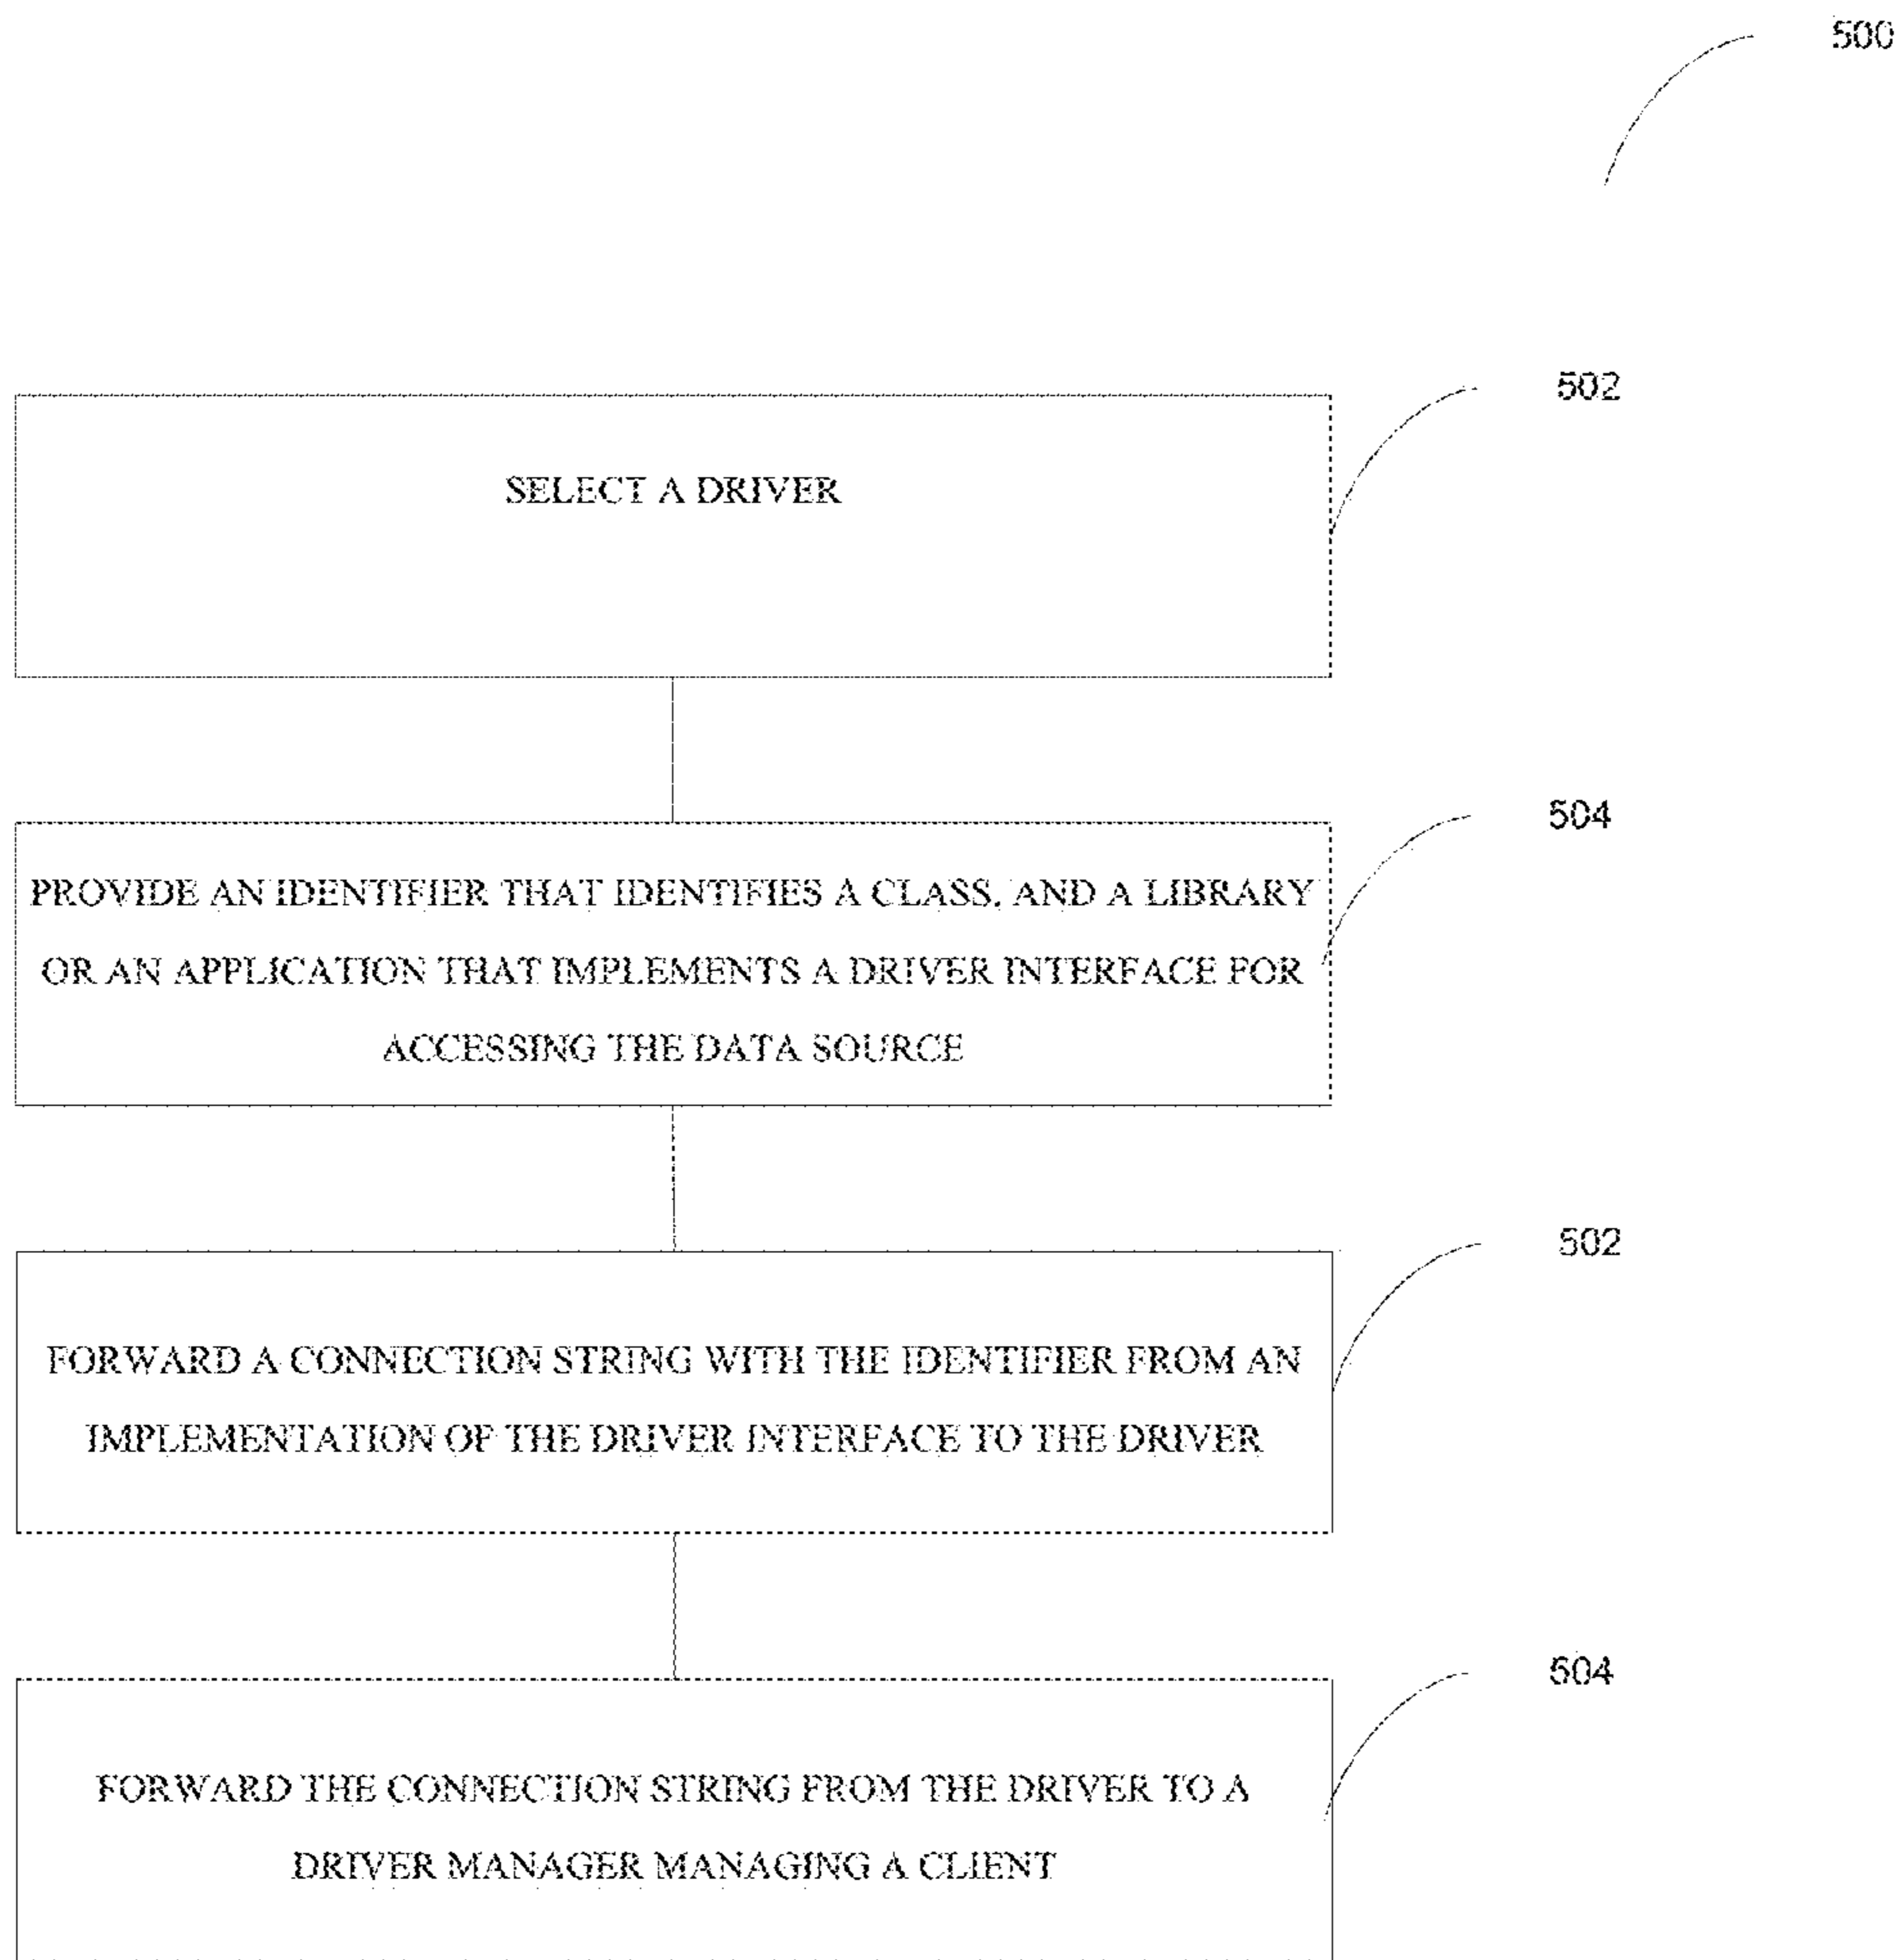 500
502
SELECT A DRIVER
504
PROVIDE AN IDENTIFIER THAT IDENTIFIES A CLASS, AND A LIBRARY
OR AN APPLICATION THAT IMPLEMENTS A DRIVER INTERFACE FOR
ACCESSING THE DATA SOURCE
502
FORWARD A CONNECTION STRING WITH THE IDENTIFIER FROM AN
IMPLEMENTATION OF THE DRIVER INTERFACE TO THE DRIVER
504
FORWARD THE CONNECTION STRING FROM THE DRIVER TO A
DRIVER MANAGER MANAGING A CLIENT